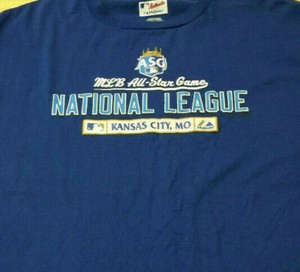 ASG
MLB All-Star Game
NATIONAL LEAGUE
KANSAS CITY, MO